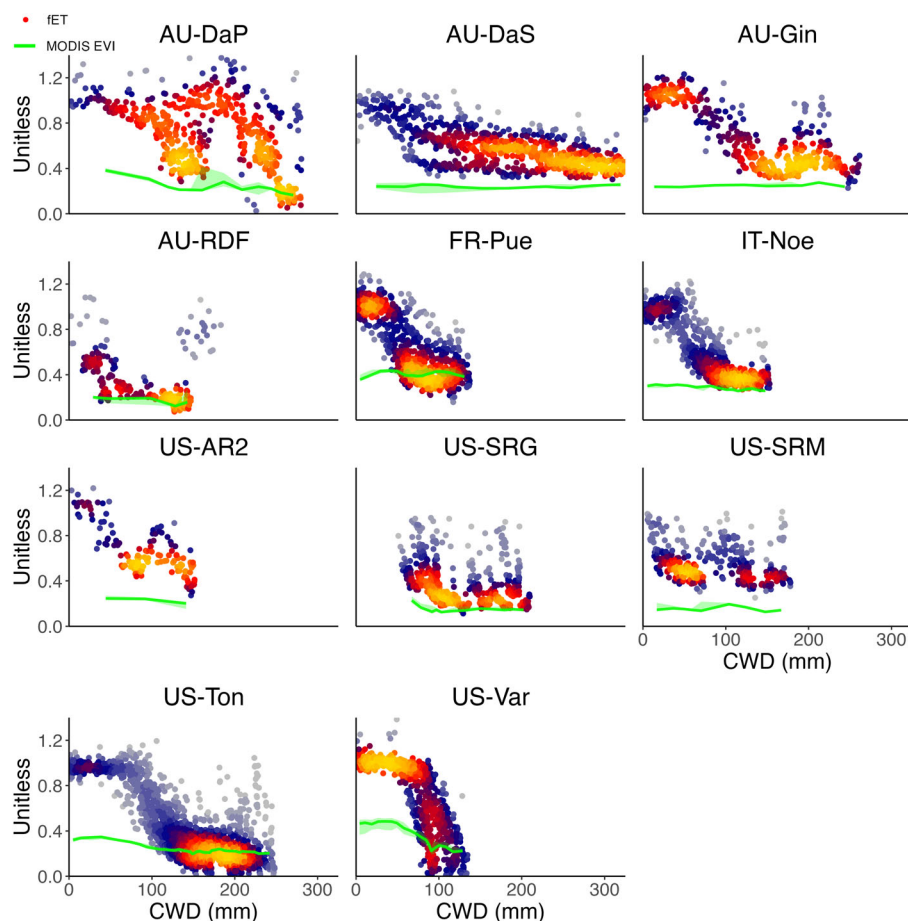 fET
MODIS EVI
AU-DaP
AU-DaS
AU-Gin
Unitless
1.2
0.8
0.4
0.0
AU-RDF
FR-Pue
IT-Noe
Unitless
1.2
0.8
0.4
0.0
US-AR2
US-SRG
US-SRM
Unitless
1.2
0.8
0.4
0.0
0 100 200 300
CWD (mm)
US-Ton
US-Var
Unitless
1.2
0.8
0.4
0.0
0 100 200 300
0 100 200 300
CWD (mm)
CWD (mm)